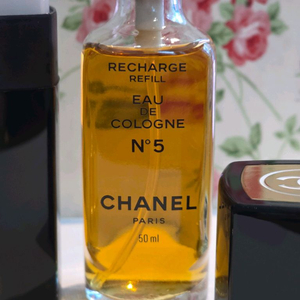 RECHARGE
REFILL
EAU
DE
COLOGNE
N°5
CHANEL
PARIS
50 ml